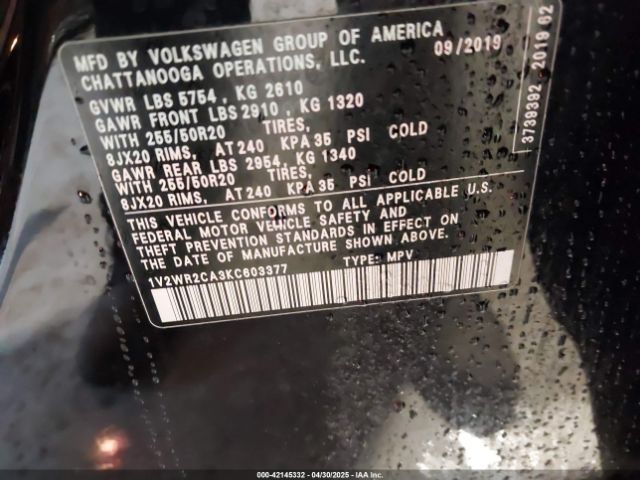 MFD BY VOLKSWAGEN GROUP OF AMERICA
CHATTANOOGA OPERATIONS, LLC. 09/2019
GVWR LBS 5754 , KG 2610
GAWR FRONT LBS 2910 , KG 1320
WITH 255/50R20 TIRES,
8JX20 RIMS, AT 240 KPA 35 PSI COLD
GAWR REAR LBS 2954, KG 1340
WITH 255/50R20 TIRES,
8JX20 RIMS, AT 240 KPA 35 PSI COLD
THIS VEHICLE CONFORMS TO ALL APPLICABLE U.S.
FEDERAL MOTOR VEHICLE SAFETY AND
THEFT PREVENTION STANDARDS IN EFFECT ON
THE DATE OF MANUFACTURE SHOWN ABOVE.
1V2WR2CA3KC603377 TYPE: MPV
3739392 2019 62
000-42145332 - 04/30/2025 - IAA Inc.